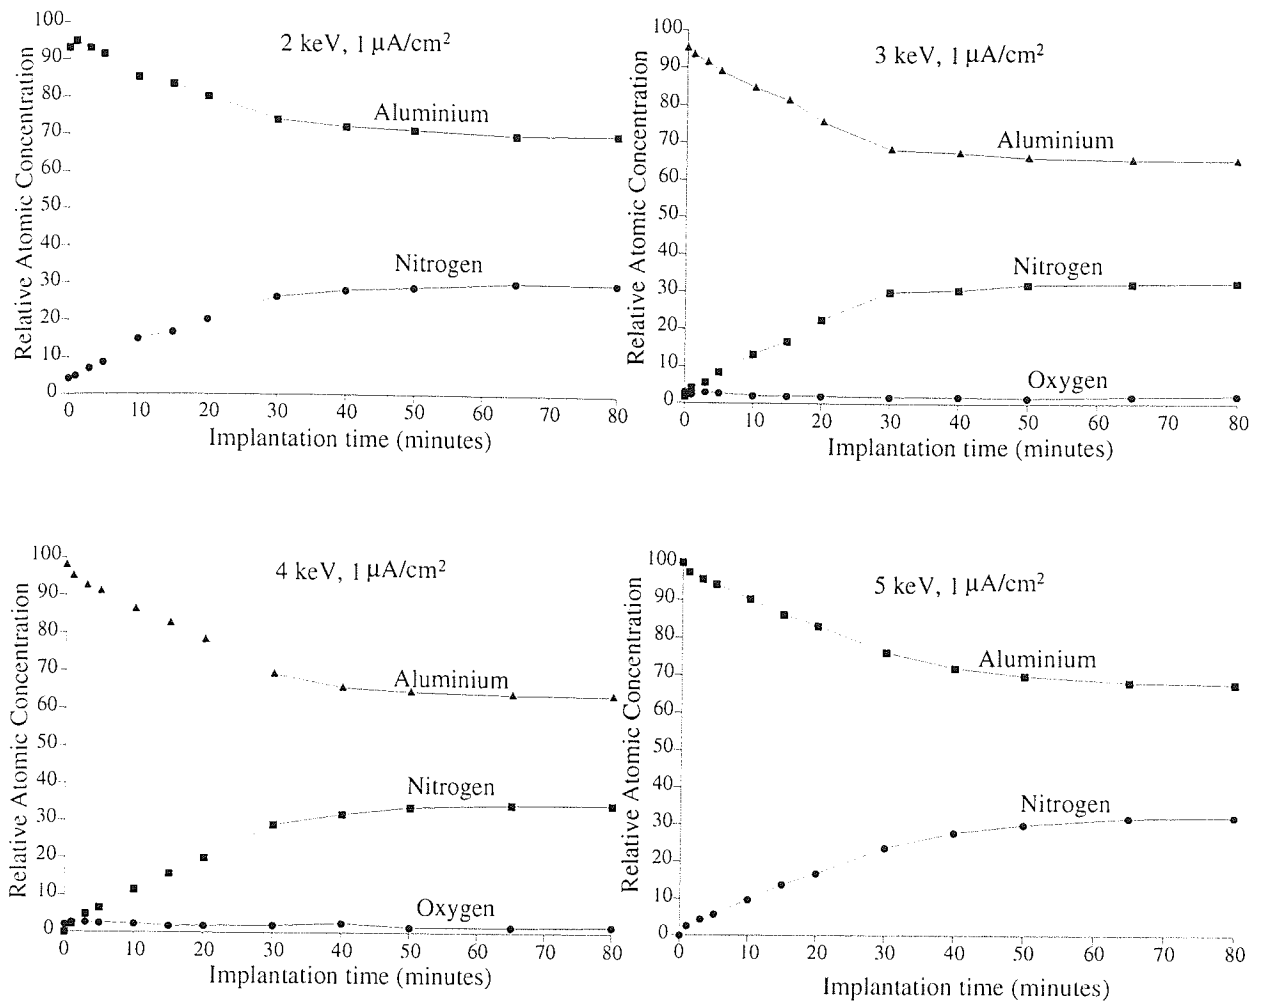 2 keV, 1 µA/cm²
Relative Atomic Concentration
100
90
80
70
60
50
40
30
20
10
0
Aluminium
Nitrogen
0 10 20 30 40 50 60 70 80
Implantation time (minutes)
3 keV, 1 µA/cm²
Relative Atomic Concentration
100
90
80
70
60
50
40
30
20
10
0
Aluminium
Nitrogen
Oxygen
0 10 20 30 40 50 60 70 80
Implantation time (minutes)
4 keV, 1 µA/cm²
Relative Atomic Concentration
100
90
80
70
60
50
40
30
20
10
0
Aluminium
Nitrogen
Oxygen
0 10 20 30 40 50 60 70 80
Implantation time (minutes)
5 keV, 1 µA/cm²
Relative Atomic Concentration
100
90
80
70
60
50
40
30
20
10
0
Aluminium
Nitrogen
0 10 20 30 40 50 60 70 80
Implantation time (minutes)